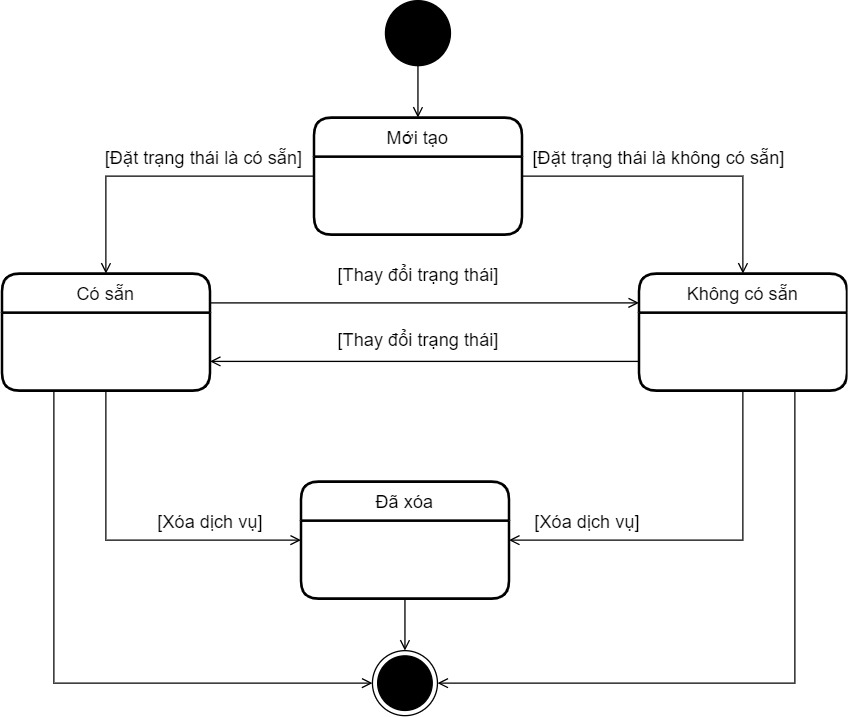 Mới tạo
[Đặt trạng thái là có sẵn]
[Đặt trạng thái là không có sẵn]
[Thay đổi trạng thái]
Có sẵn
Không có sẵn
[Thay đổi trạng thái]
Đã xóa
[Xóa dịch vụ]
[Xóa dịch vụ]